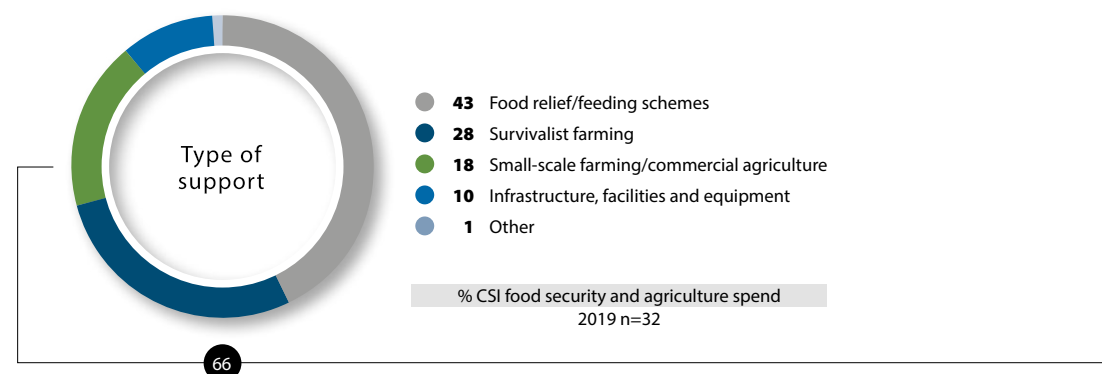 Type of
support
43 Food relief/feeding schemes
28 Survivalist farming
18 Small-scale farming/commercial agriculture
10 Infrastructure, facilities and equipment
1 Other
% CSI food security and agriculture spend
2019 n=32
66